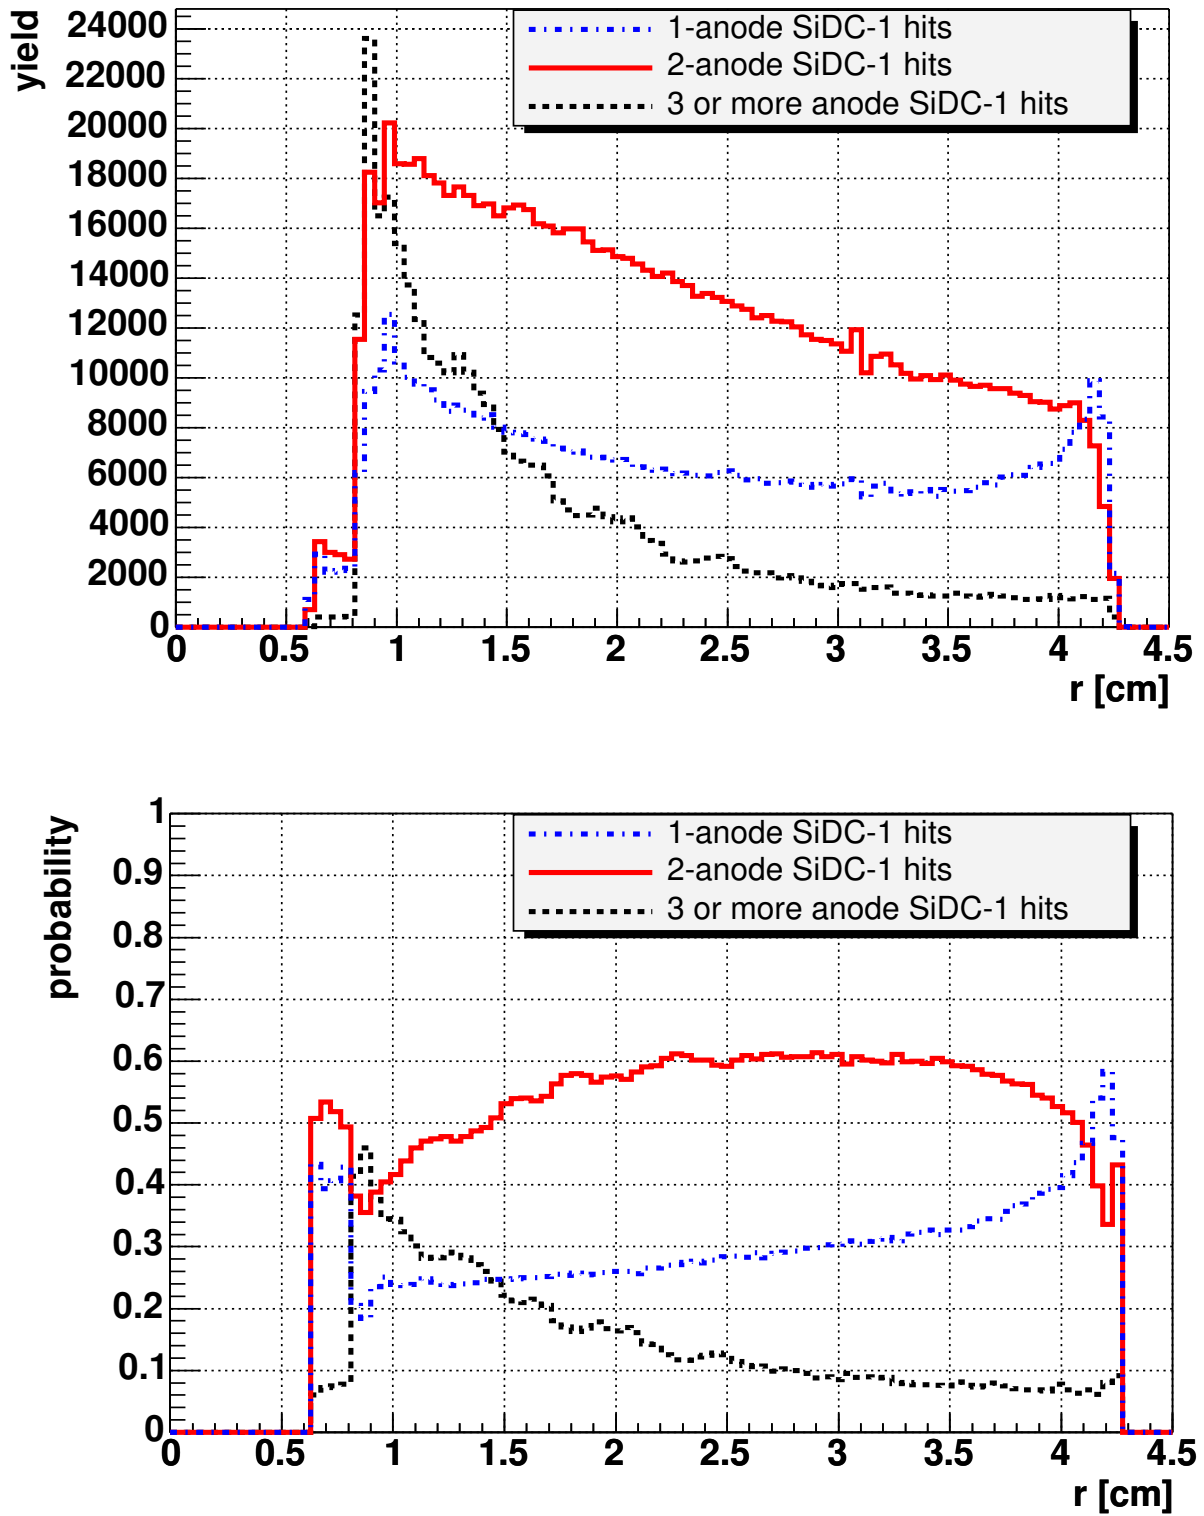 yield
24000
22000
20000
18000
16000
14000
12000
10000
8000
6000
4000
2000
0
1-anode SiDC-1 hits
2-anode SiDC-1 hits
3 or more anode SiDC-1 hits
0 0.5 1 1.5 2 2.5 3 3.5 4 4.5
r [cm]
probability
1
0.9
0.8
0.7
0.6
0.5
0.4
0.3
0.2
0.1
0
1-anode SiDC-1 hits
2-anode SiDC-1 hits
3 or more anode SiDC-1 hits
0 0.5 1 1.5 2 2.5 3 3.5 4 4.5
r [cm]